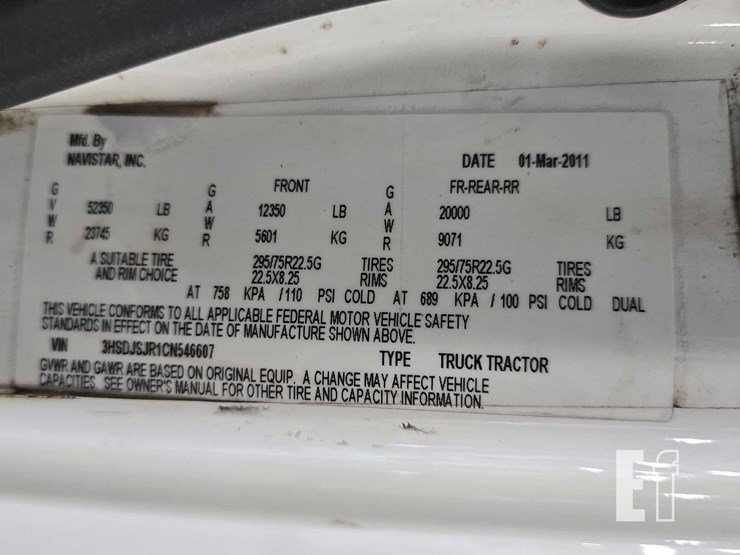 Mfd. By
NAVISTAR, INC. DATE 01-Mar-2011
GVWR 52350 LB 23745 KG
GAWR FRONT 12350 LB 5601 KG
GAWR FR-REAR-RR 20000 LB 9071 KG
A SUITABLE TIRE 295/75R22.5G TIRES 295/75R22.5G TIRES
AND RIM CHOICE 22.5X8.25 RIMS 22.5X8.25 RIMS
AT 758 KPA / 110 PSI COLD AT 689 KPA / 100 PSI COLD DUAL
THIS VEHICLE CONFORMS TO ALL APPLICABLE FEDERAL MOTOR VEHICLE SAFETY
STANDARDS IN EFFECT ON THE DATE OF MANUFACTURE SHOWN ABOVE.
VIN 3HSDJSJR1CN546607 TYPE TRUCK TRACTOR
GVWR AND GAWR ARE BASED ON ORIGINAL EQUIP. A CHANGE MAY AFFECT VEHICLE
CAPACITIES. SEE OWNER'S MANUAL FOR OTHER TIRE AND CAPACITY INFORMATION.
Ef